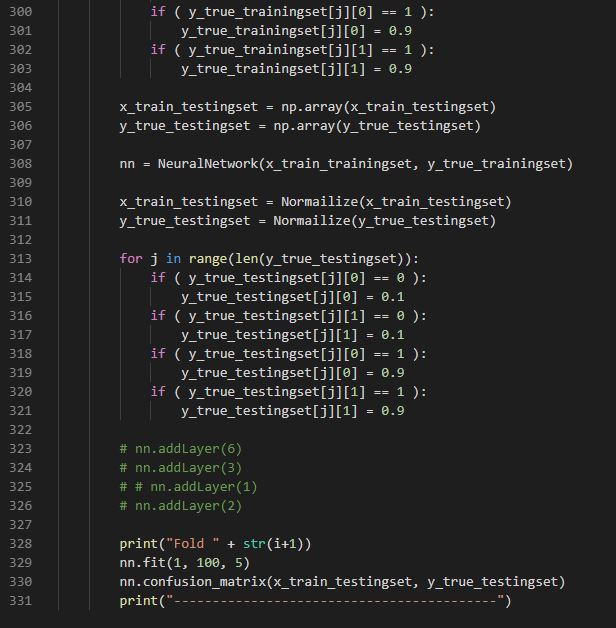 300 if ( y_true_trainingset[j][0] == 1 ):
301 y_true_trainingset[j][0] = 0.9
302 if ( y_true_trainingset[j][1] == 1 ):
303 y_true_trainingset[j][1] = 0.9
304
305 x_train_testingset = np.array(x_train_testingset)
306 y_true_testingset = np.array(y_true_testingset)
307
308 nn = NeuralNetwork(x_train_trainingset, y_true_trainingset)
309
310 x_train_testingset = Normailize(x_train_testingset)
311 y_true_testingset = Normailize(y_true_testingset)
312
313 for j in range(len(y_true_testingset)):
314 if ( y_true_testingset[j][0] == 0 ):
315 y_true_testingset[j][0] = 0.1
316 if ( y_true_testingset[j][1] == 0 ):
317 y_true_testingset[j][1] = 0.1
318 if ( y_true_testingset[j][0] == 1 ):
319 y_true_testingset[j][0] = 0.9
320 if ( y_true_testingset[j][1] == 1 ):
321 y_true_testingset[j][1] = 0.9
322
323 # nn.addLayer(6)
324 # nn.addLayer(3)
325 # # nn.addLayer(1)
326 # nn.addLayer(2)
327
328 print("Fold " + str(i+1))
329 nn.fit(1, 100, 5)
330 nn.confusion_matrix(x_train_testingset, y_true_testingset)
331 print("------------------------------------------")